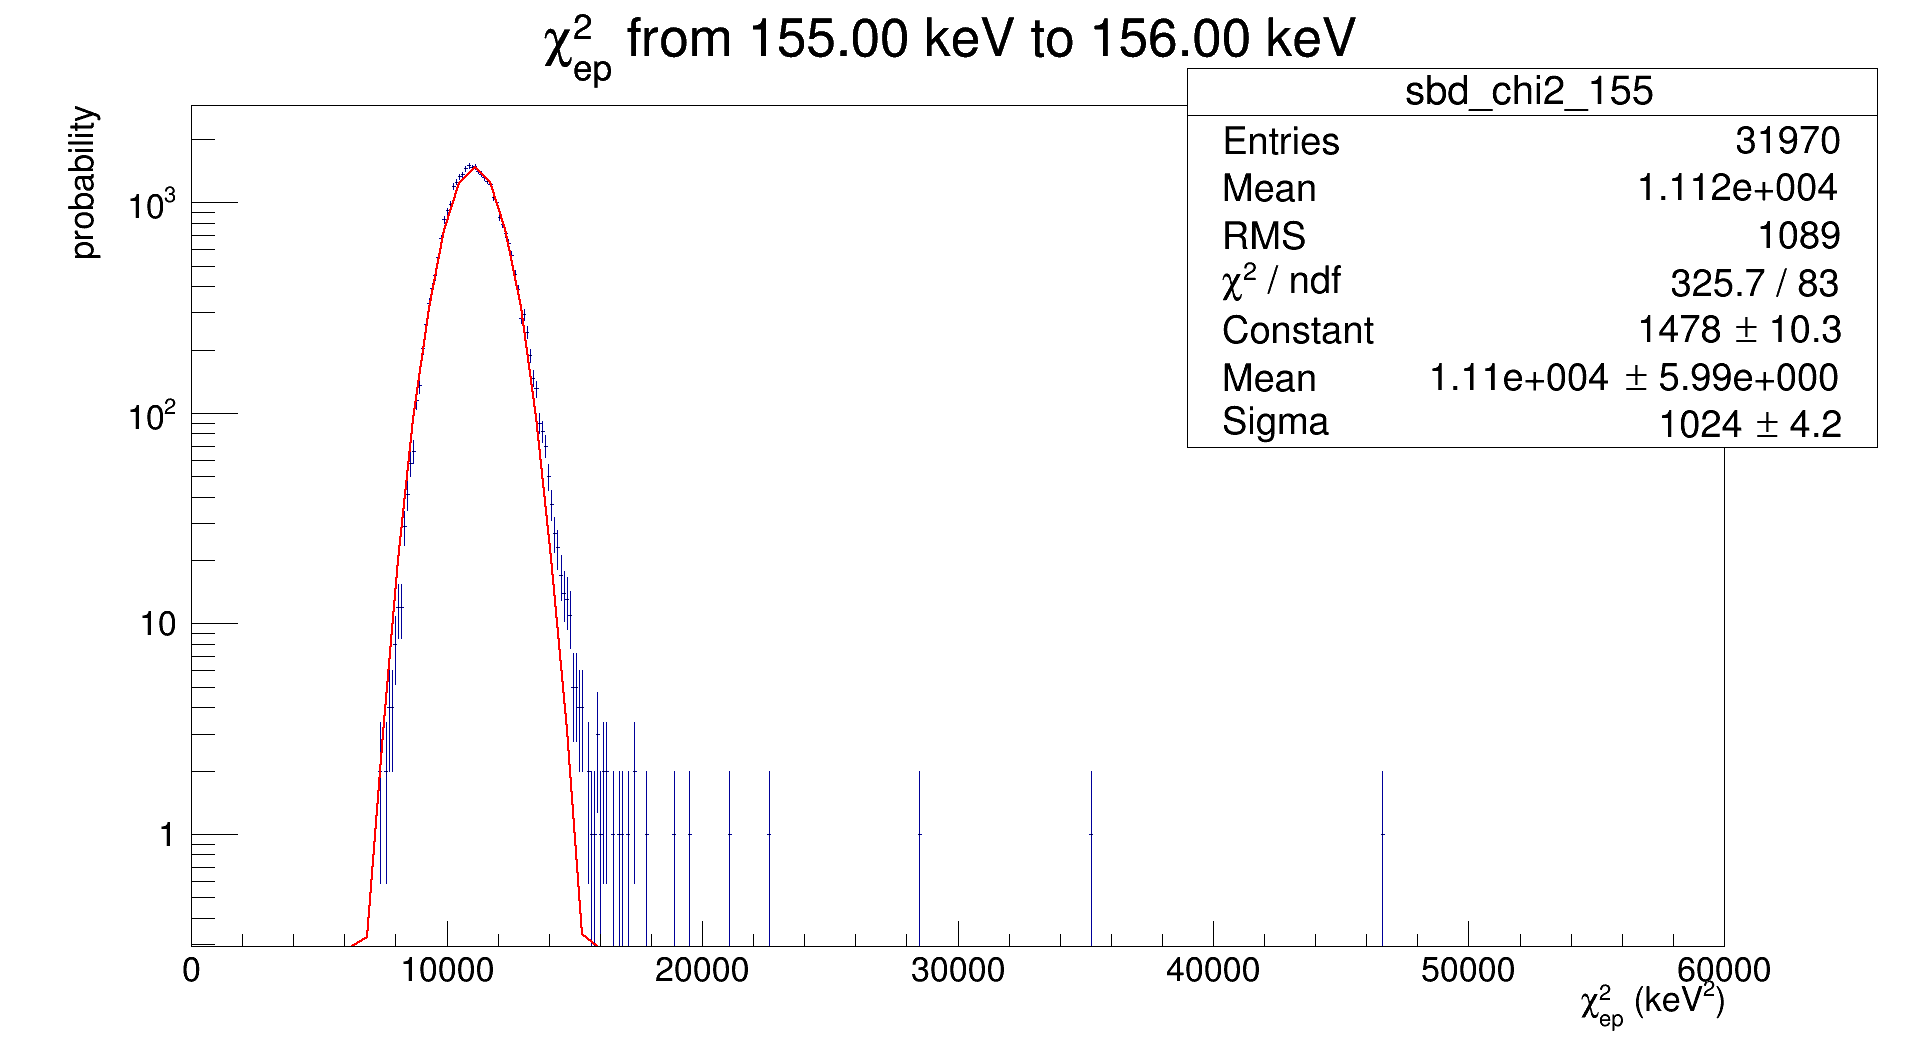 χ²ep from 155.00 keV to 156.00 keV
sbd_chi2_155
Entries 31970
Mean 1.112e+004
RMS 1089
χ² / ndf 325.7 / 83
Constant 1478 ± 10.3
Mean 1.11e+004 ± 5.99e+000
Sigma 1024 ± 4.2
probability
10³
10²
10
1
0 10000 20000 30000 40000 50000 60000
χ²ep (keV²)